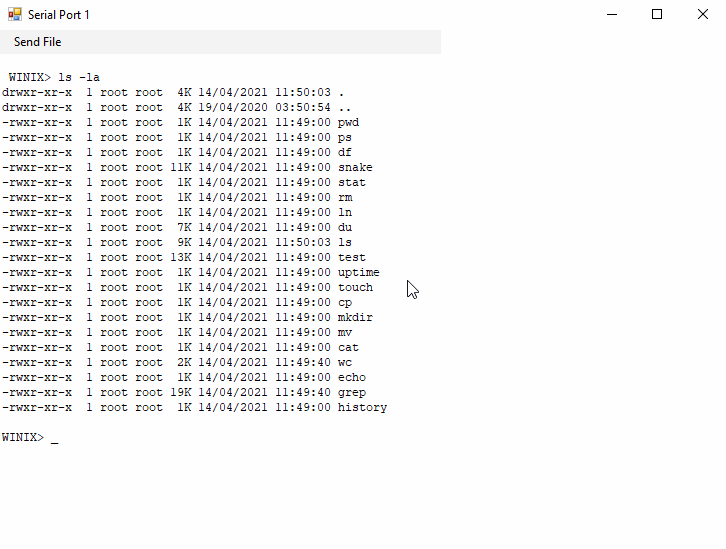 Serial Port 1
Send File
WINIX> ls -la
drwxr-xr-x  1 root root  4K 14/04/2021 11:50:03 .
drwxr-xr-x  1 root root  4K 19/04/2020 03:50:54 ..
-rwxr-xr-x  1 root root  1K 14/04/2021 11:49:00 pwd
-rwxr-xr-x  1 root root  1K 14/04/2021 11:49:00 ps
-rwxr-xr-x  1 root root  1K 14/04/2021 11:49:00 df
-rwxr-xr-x  1 root root 11K 14/04/2021 11:49:00 snake
-rwxr-xr-x  1 root root  1K 14/04/2021 11:49:00 stat
-rwxr-xr-x  1 root root  1K 14/04/2021 11:49:00 rm
-rwxr-xr-x  1 root root  1K 14/04/2021 11:49:00 ln
-rwxr-xr-x  1 root root  7K 14/04/2021 11:49:00 du
-rwxr-xr-x  1 root root  9K 14/04/2021 11:50:03 ls
-rwxr-xr-x  1 root root 13K 14/04/2021 11:49:00 test
-rwxr-xr-x  1 root root  1K 14/04/2021 11:49:00 uptime
-rwxr-xr-x  1 root root  1K 14/04/2021 11:49:00 touch
-rwxr-xr-x  1 root root  1K 14/04/2021 11:49:00 cp
-rwxr-xr-x  1 root root  1K 14/04/2021 11:49:00 mkdir
-rwxr-xr-x  1 root root  1K 14/04/2021 11:49:00 mv
-rwxr-xr-x  1 root root  1K 14/04/2021 11:49:00 cat
-rwxr-xr-x  1 root root  2K 14/04/2021 11:49:40 wc
-rwxr-xr-x  1 root root  1K 14/04/2021 11:49:00 echo
-rwxr-xr-x  1 root root 19K 14/04/2021 11:49:40 grep
-rwxr-xr-x  1 root root  1K 14/04/2021 11:49:00 history
WINIX> _